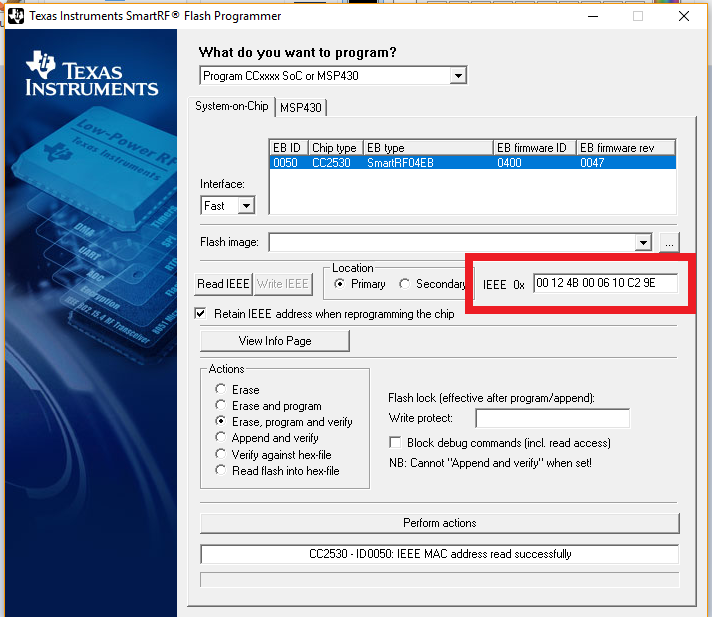 Texas Instruments SmartRF® Flash Programmer
TEXAS
INSTRUMENTS
Low-Power RF
Texas Instruments
What do you want to program?
Program CCxxxx SoC or MSP430
System-on-Chip
MSP430
EB ID Chip type EB type EB firmware ID EB firmware rev
0050 CC2530 SmartRF04EB 0400 0047
Interface:
Fast
Flash image:
...
Read IEEE
Write IEEE
Location
Primary
Secondary
IEEE 0x 00 12 4B 00 06 10 C2 9E
Retain IEEE address when reprogramming the chip
View Info Page
Actions
Erase
Erase and program
Erase, program and verify
Append and verify
Verify against hex-file
Read flash into hex-file
Flash lock (effective after program/append):
Write protect:
Block debug commands (incl. read access)
NB: Cannot "Append and verify" when set!
Perform actions
CC2530 - ID0050: IEEE MAC address read successfully
Timers
DMA
UART
ADC
Encryption
IEEE 802.15.4 RF Transceiver